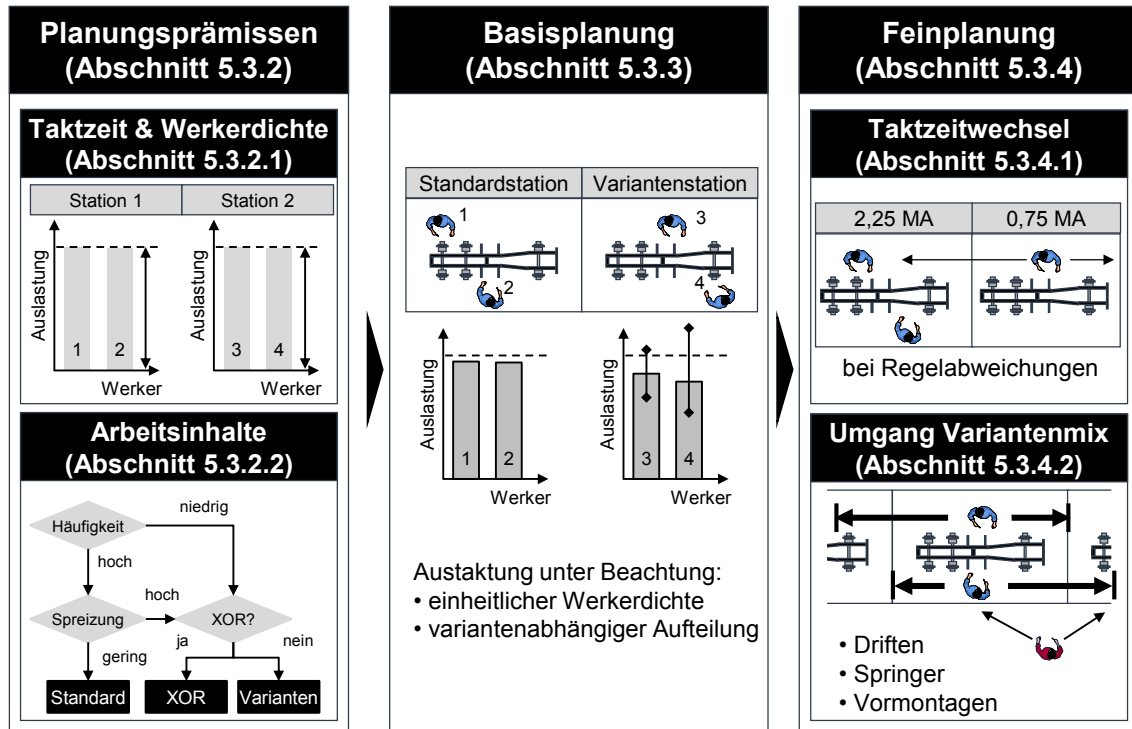 Planungsprämissen
(Abschnitt 5.3.2)
Taktzeit & Werkerdichte
(Abschnitt 5.3.2.1)
Station 1
Station 2
Auslastung
1
2
Werker
Auslastung
3
4
Werker
Arbeitsinhalte
(Abschnitt 5.3.2.2)
Häufigkeit
niedrig
hoch
Spreizung
hoch
XOR?
gering
ja
nein
Standard
XOR
Varianten
Basisplanung
(Abschnitt 5.3.3)
Standardstation
Variantenstation
1
2
3
4
Auslastung
1
2
Werker
Auslastung
3
4
Werker
Austaktung unter Beachtung:
• einheitlicher Werkerdichte
• variantenabhängiger Aufteilung
Feinplanung
(Abschnitt 5.3.4)
Taktzeitwechsel
(Abschnitt 5.3.4.1)
2,25 MA
0,75 MA
bei Regelabweichungen
Umgang Variantenmix
(Abschnitt 5.3.4.2)
• Driften
• Springer
• Vormontagen